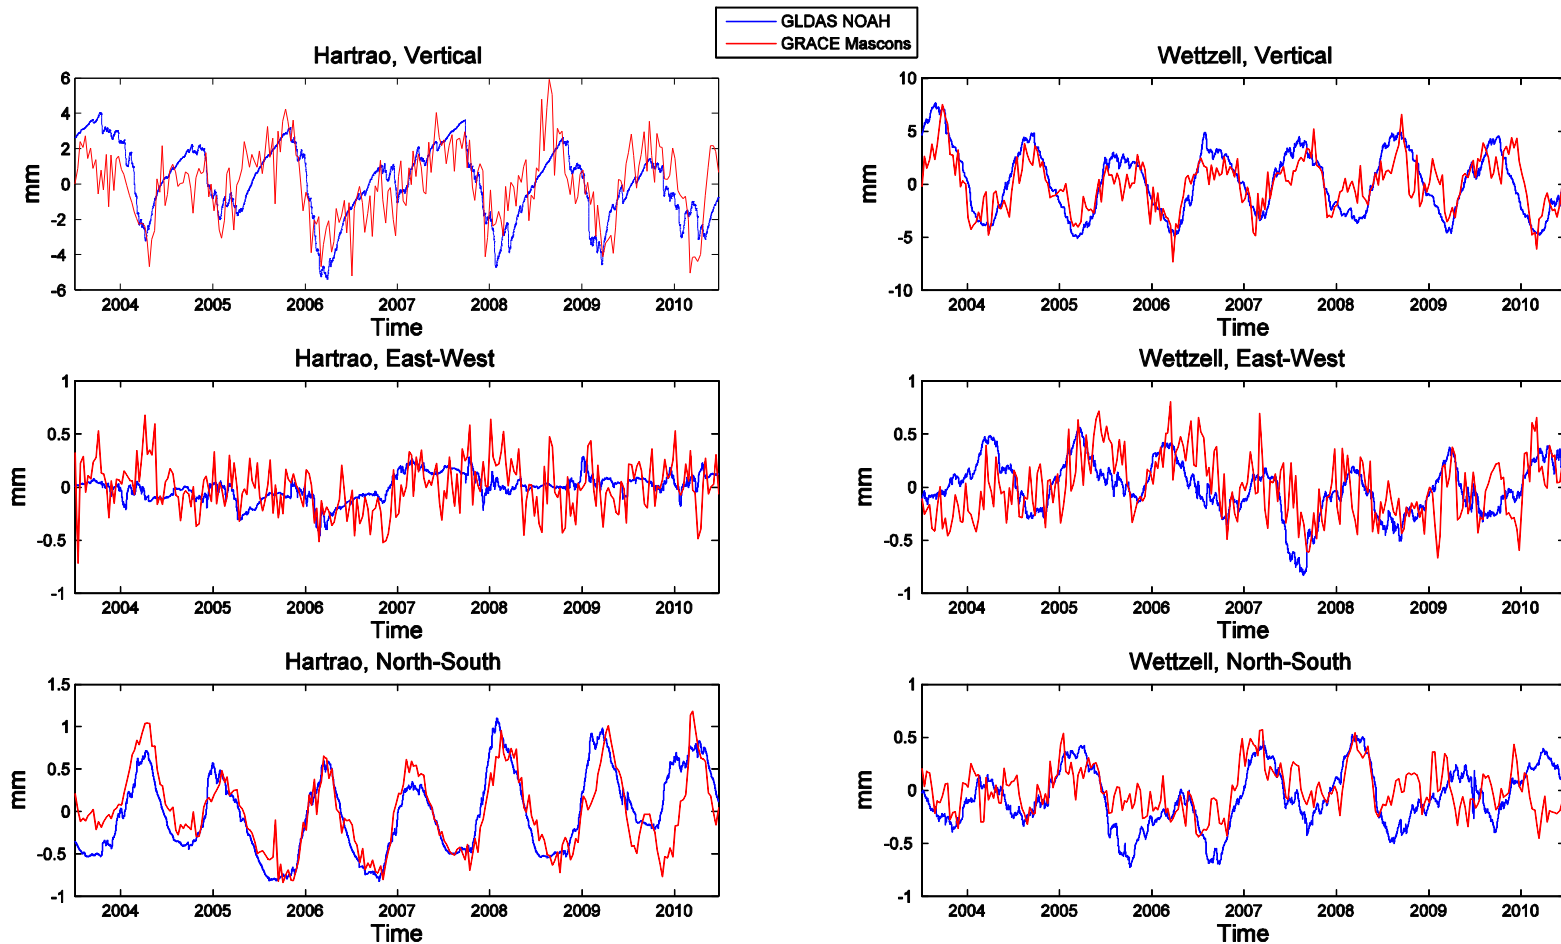 GLDAS NOAH
GRACE Mascons
Hartrao, Vertical
6
4
2
0
-2
-4
-6
mm
2004 2005 2006 2007 2008 2009 2010
Time
Wettzell, Vertical
10
5
0
-5
-10
mm
2004 2005 2006 2007 2008 2009 2010
Time
Hartrao, East-West
1
0.5
0
-0.5
-1
mm
2004 2005 2006 2007 2008 2009 2010
Time
Wettzell, East-West
1
0.5
0
-0.5
-1
mm
2004 2005 2006 2007 2008 2009 2010
Time
Hartrao, North-South
1.5
1
0.5
0
-0.5
-1
mm
2004 2005 2006 2007 2008 2009 2010
Time
Wettzell, North-South
1
0.5
0
-0.5
-1
mm
2004 2005 2006 2007 2008 2009 2010
Time